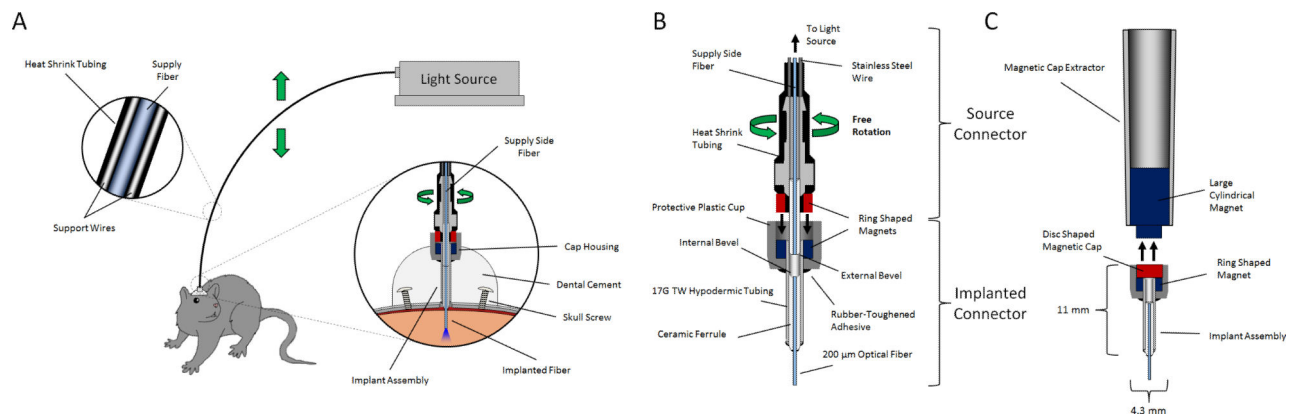 A
Heat Shrink Tubing
Supply
Fiber
Support Wires
Light Source
Supply Side
Fiber
Cap Housing
Dental Cement
Skull Screw
Implant Assembly
Implanted Fiber
B
To Light
Source
Supply Side
Fiber
Stainless Steel
Wire
Free
Rotation
Heat Shrink
Tubing
Source
Connector
Protective Plastic Cup
Ring Shaped
Magnets
Internal Bevel
External Bevel
17G TW Hypodermic Tubing
Rubber-Toughened
Adhesive
Ceramic Ferrule
200 µm Optical Fiber
Implanted
Connector
C
Magnetic Cap Extractor
Large
Cylindrical
Magnet
Disc Shaped
Magnetic Cap
Ring Shaped
Magnet
11 mm
Implant Assembly
4.3 mm